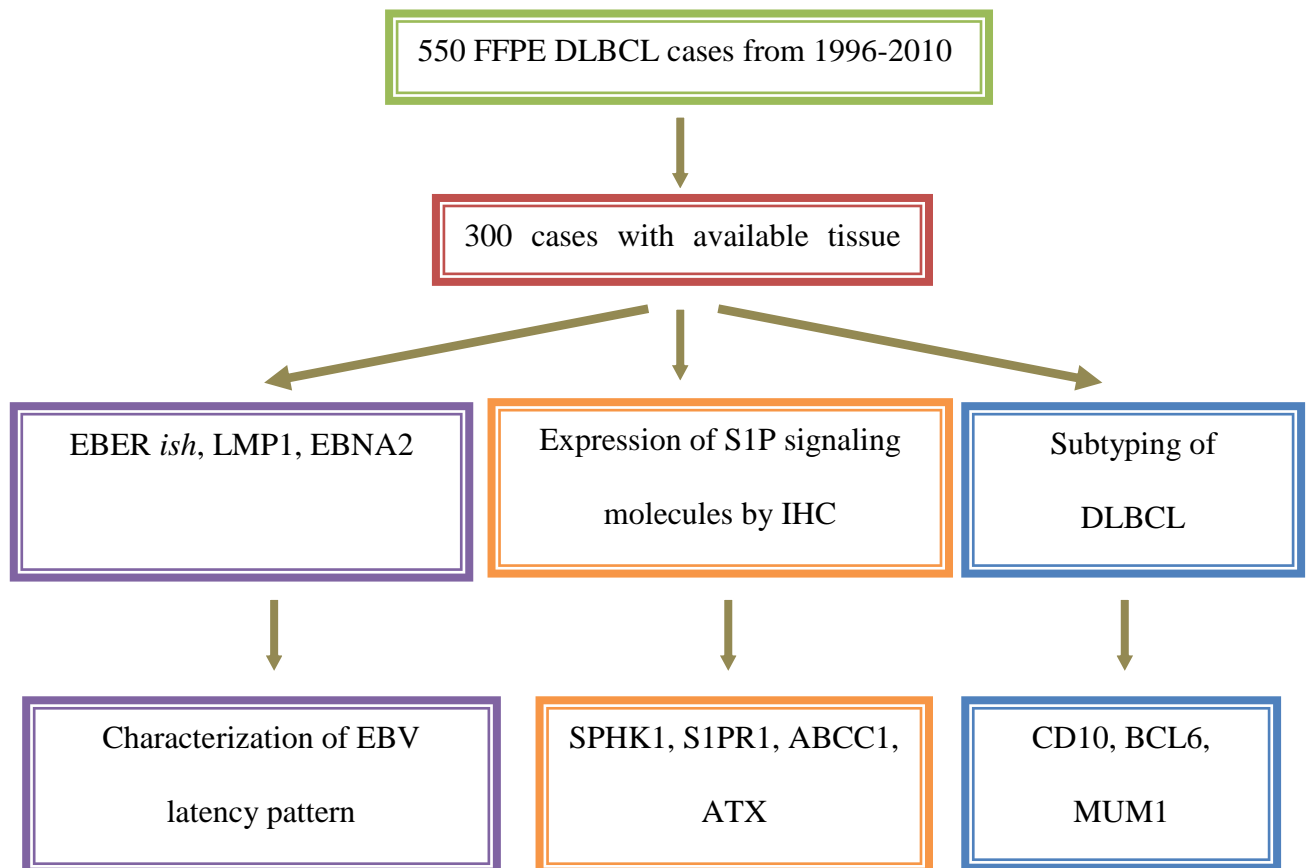 550 FFPE DLBCL cases from 1996-2010
300 cases with available tissue
EBER ish, LMP1, EBNA2
Expression of S1P signaling
molecules by IHC
Subtyping of
DLBCL
Characterization of EBV
latency pattern
SPHK1, S1PR1, ABCC1,
ATX
CD10, BCL6,
MUM1